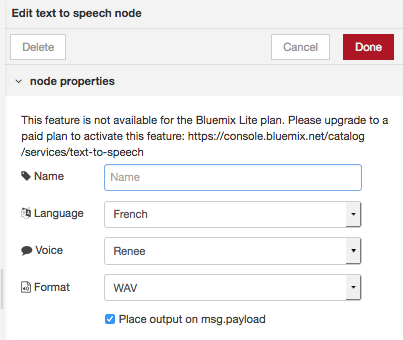 Edit text to speech node
Delete
Cancel
Done
node properties
This feature is not available for the Bluemix Lite plan. Please upgrade to a
paid plan to activate this feature: https://console.bluemix.net/catalog
/services/text-to-speech
Name
Name
Language
French
Voice
Renee
Format
WAV
Place output on msg.payload